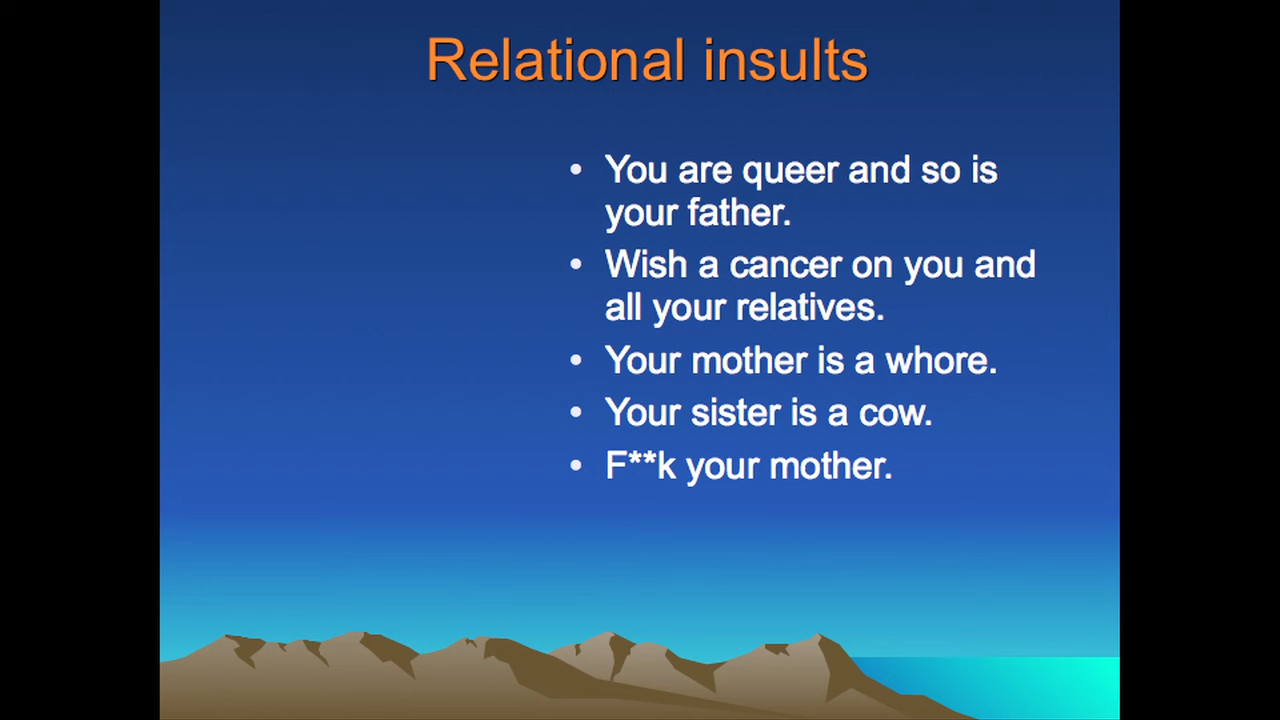 Relational insults
• You are queer and so is
your father.
• Wish a cancer on you and
all your relatives.
• Your mother is a whore.
• Your sister is a cow.
• F**k your mother.